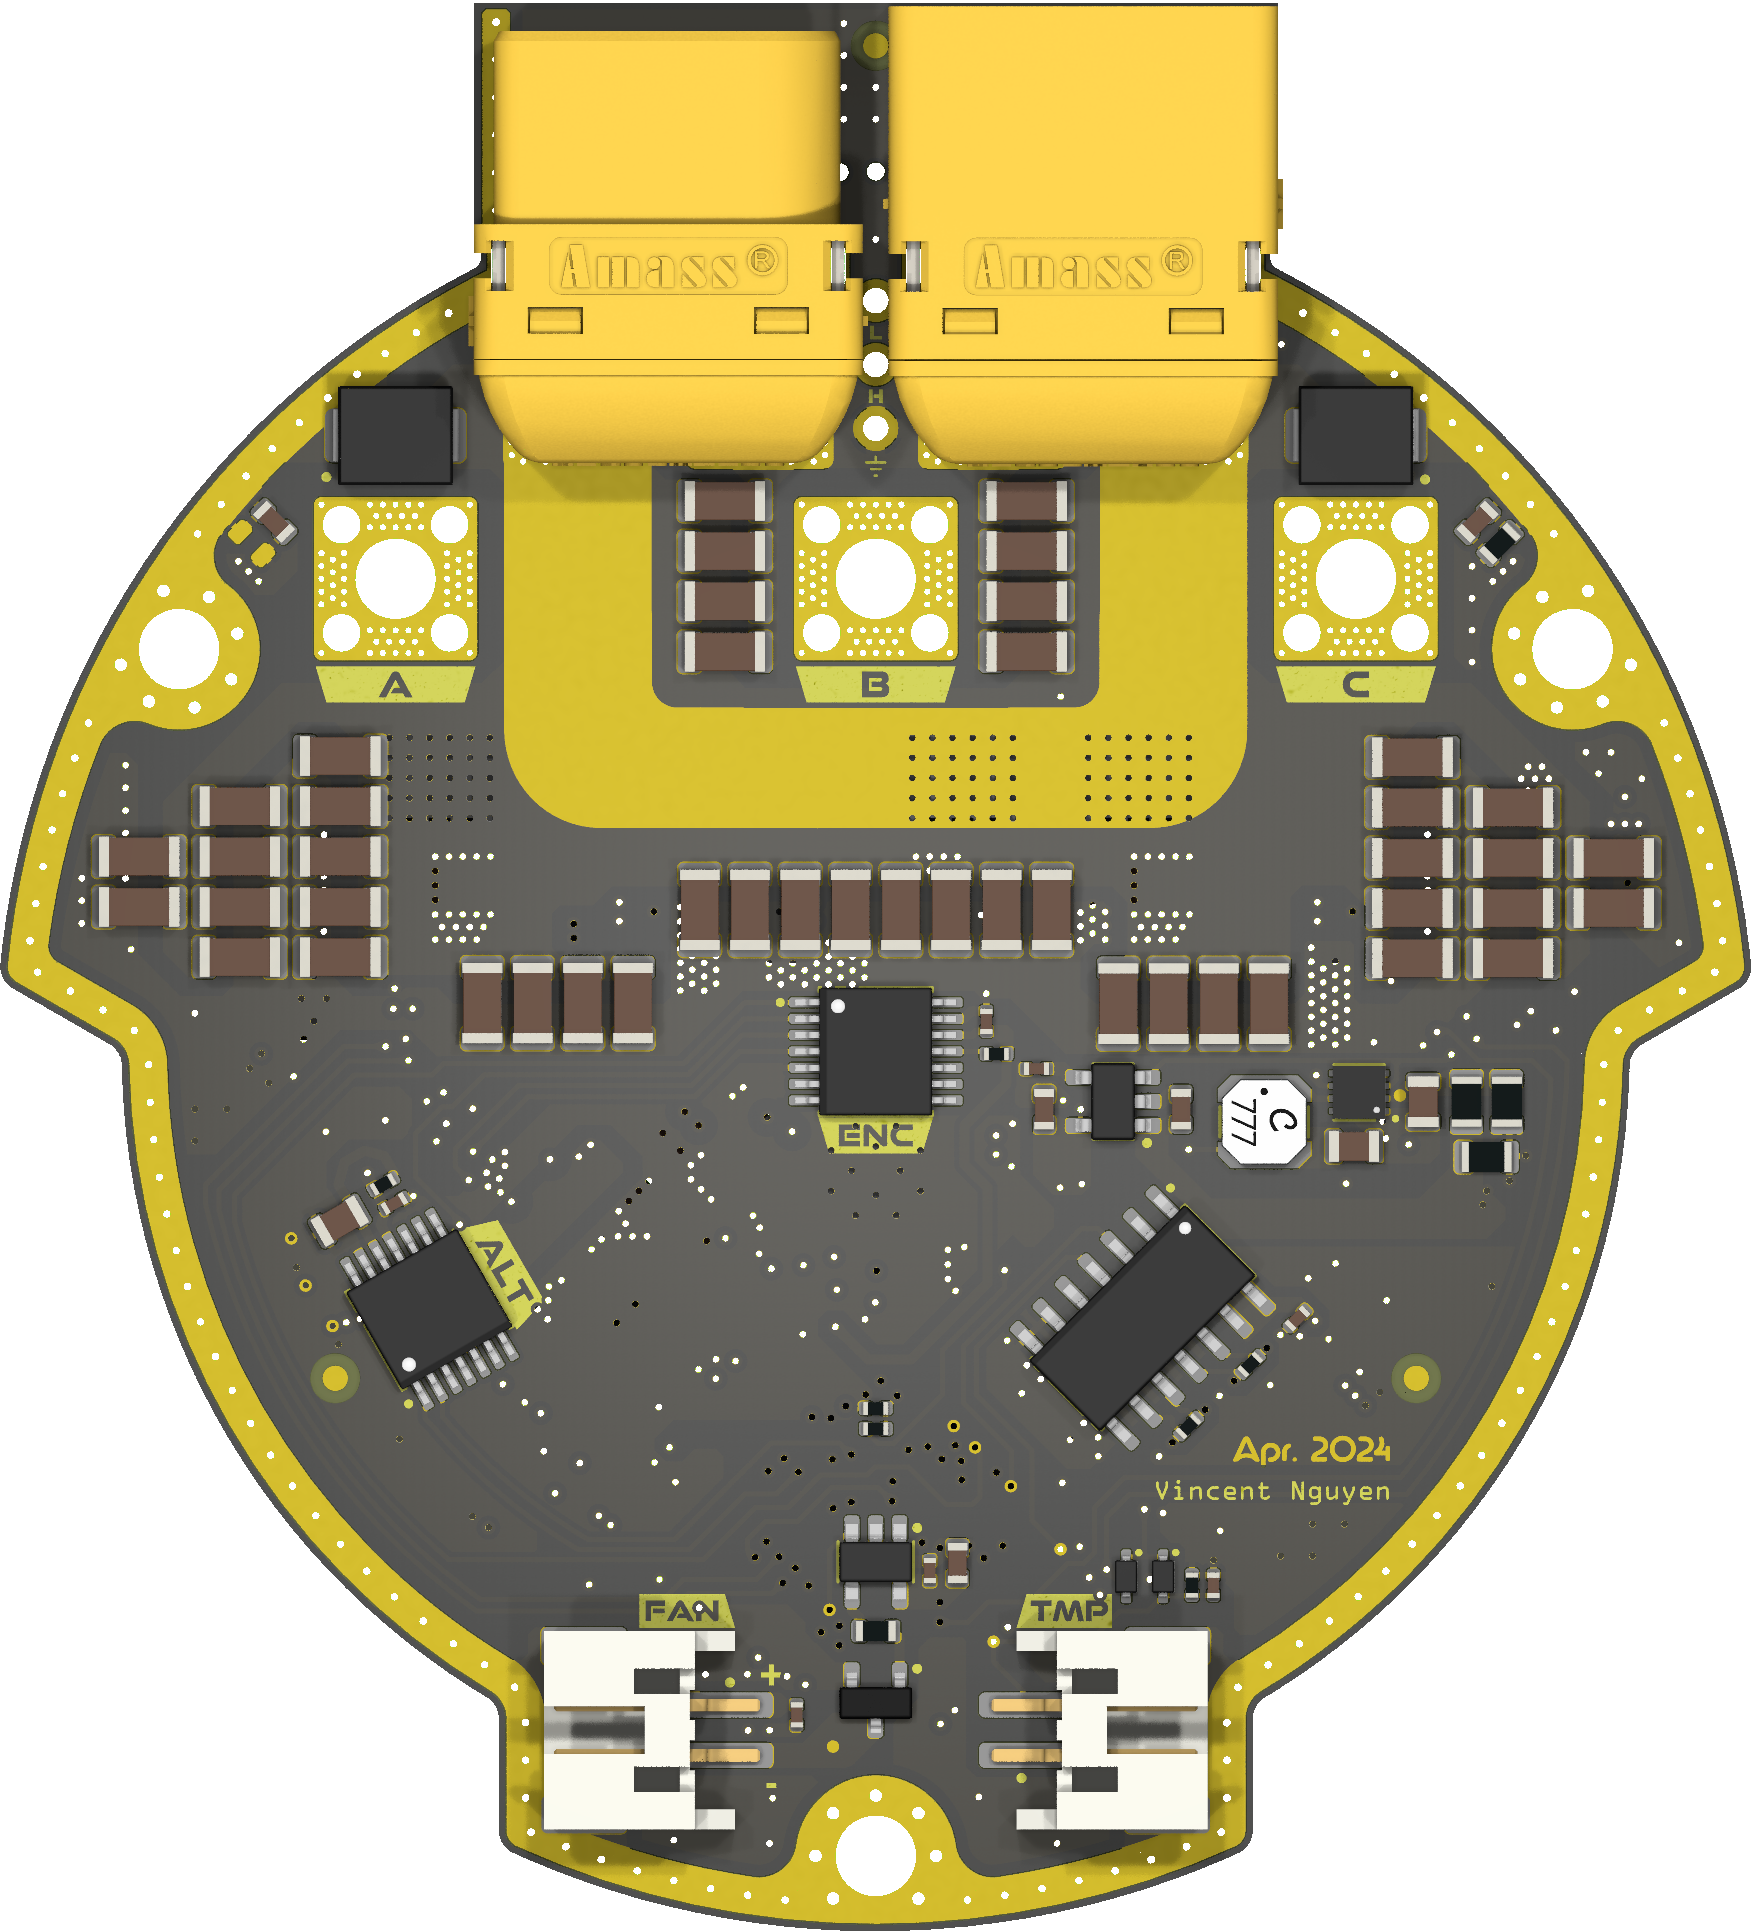 Amass® Amass®
L
H
A B C
ENC
C
777
ALT
Apr. 2024
Vincent Nguyen
FAN TMP
+
-